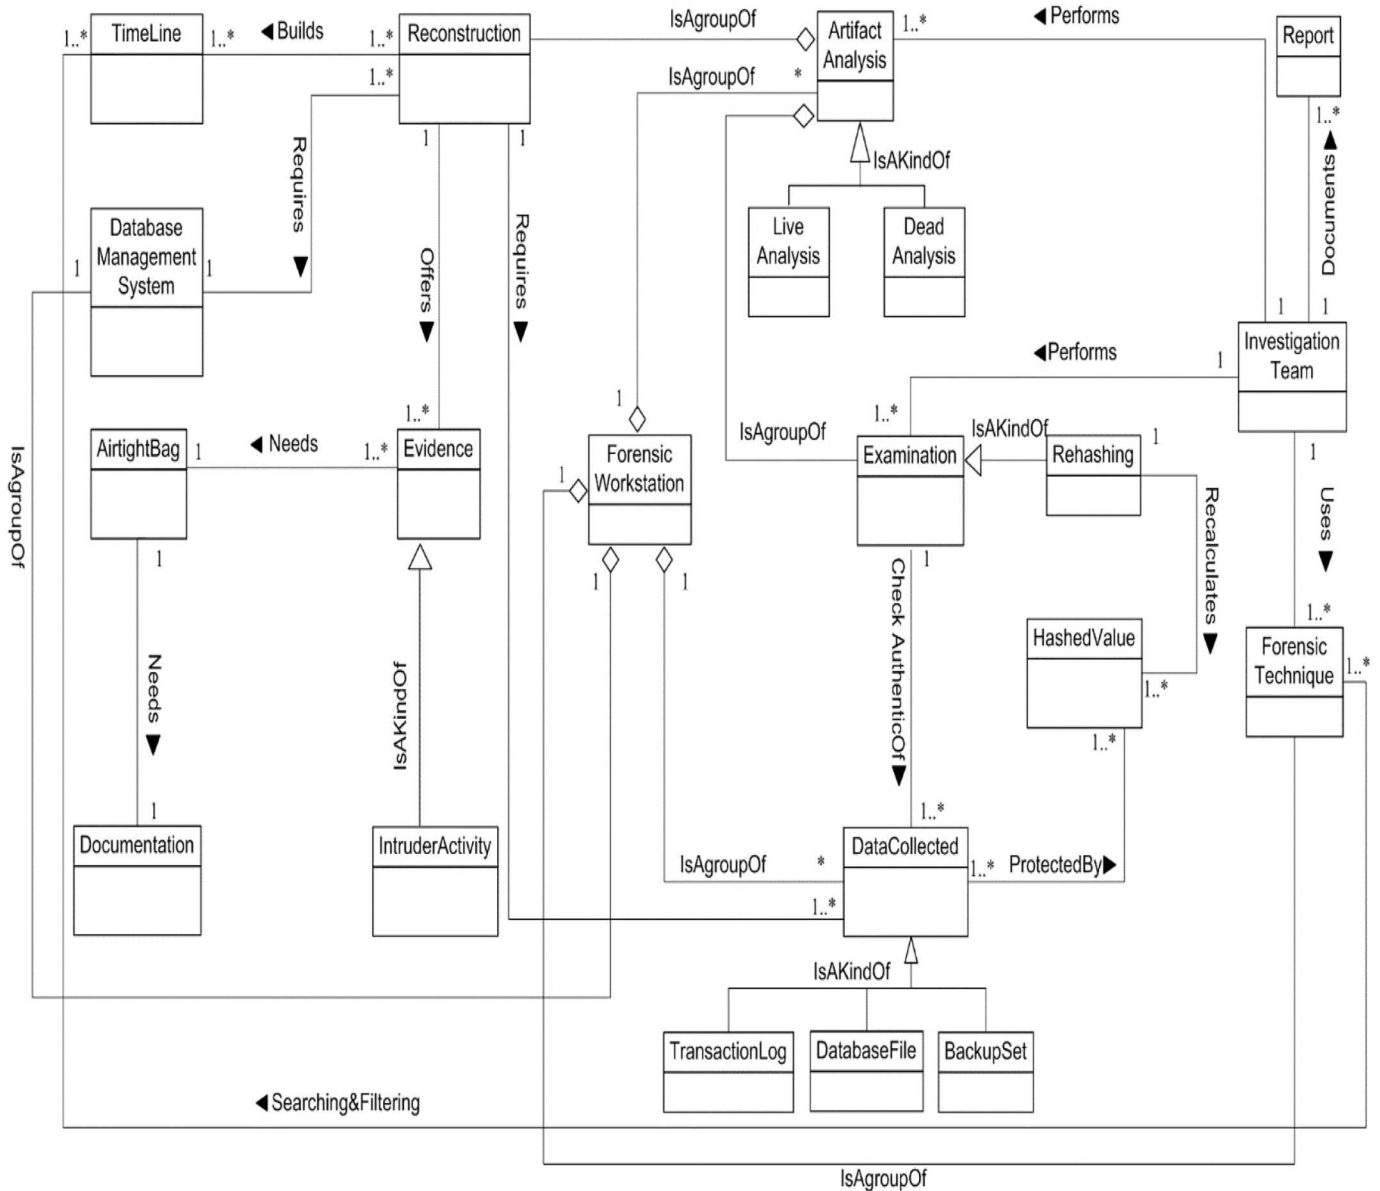 IsAgroupOf
Artifact
Analysis
1..*
◄Performs
Report
1..*
TimeLine
1..*
◄Builds
1..*
Reconstruction
1..*
IsAgroupOf
*
1..*
1
1
Requires
Offers
Requires
IsAKindOf
Live
Analysis
Dead
Analysis
Documents
Database
Management
System
1
1
1
1
Investigation
Team
◄Performs
1
1
1..*
1..*
1
IsAgroupOf
IsAKindOf
AirtightBag
1
◄Needs
1..*
Evidence
Forensic
Workstation
1
Examination
Rehashing
1
IsAgroupOf
1
1
1
1
Check AuthenticOf
Recalculates
Uses
1..*
Needs
IsAKindOf
HashedValue
1..*
1..*
Forensic
Technique
1..*
1
1..*
Documentation
IntruderActivity
DataCollected
IsAgroupOf
*
1..*
ProtectedBy►
1..*
IsAKindOf
TransactionLog
DatabaseFile
BackupSet
◄Searching&Filtering
IsAgroupOf